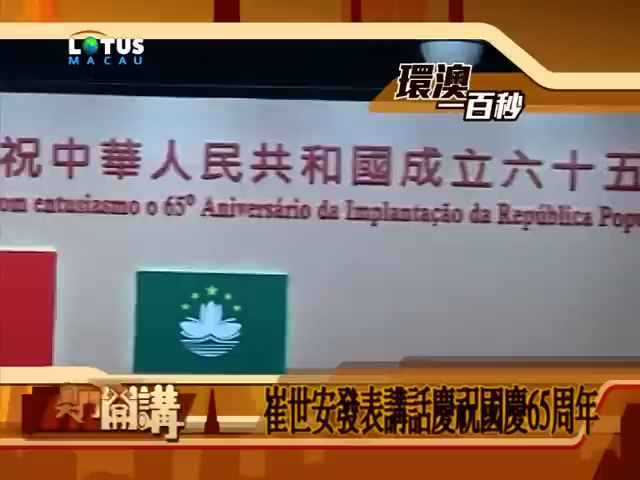 LOTUS
MACAU
環澳
一百秒
祝中華人民共和國成立六十五
om entusiasmo o 65º Aniversário da Implantação da República Popu
講
崔世安發表講話慶祝國慶65周年